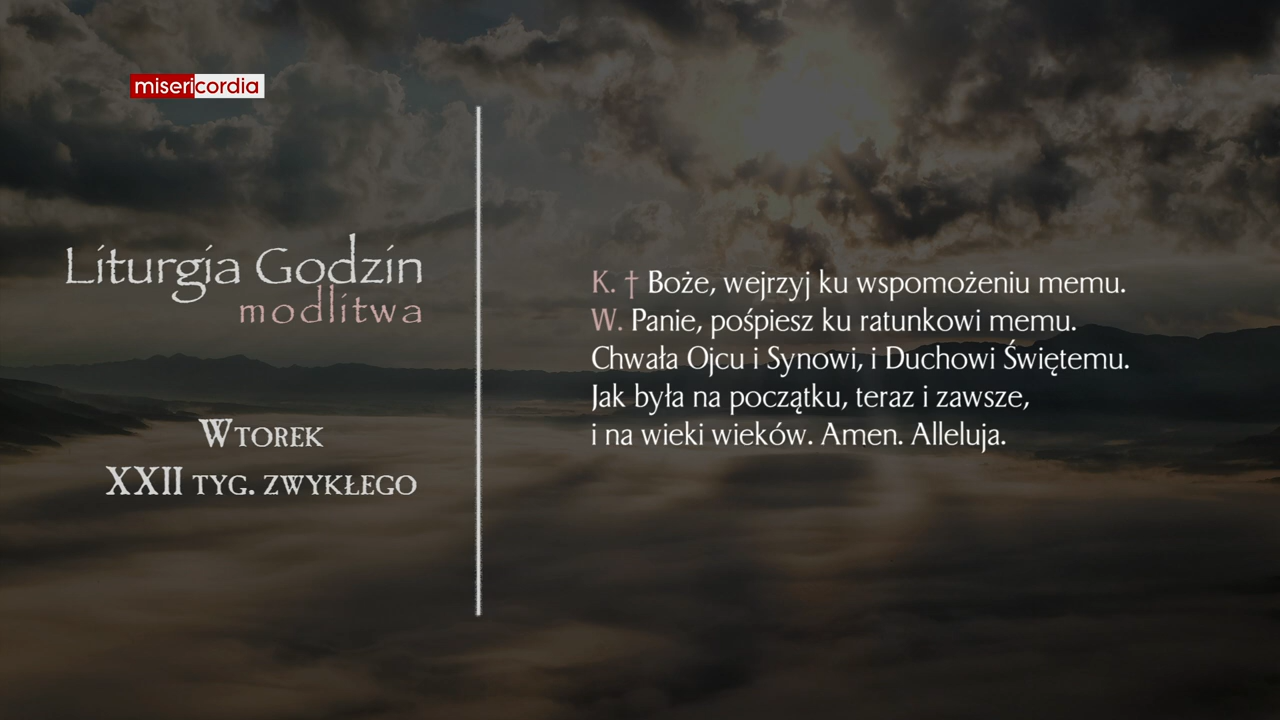 misericordia
Liturgia Godzin
modlitwa
Wtorek
XXII tyg. zwykłego
K. † Boże, wejrzyj ku wspomożeniu memu.
W. Panie, pośpiesz ku ratunkowi memu.
Chwała Ojcu i Synowi, i Duchowi Świętemu.
Jak była na początku, teraz i zawsze,
i na wieki wieków. Amen. Alleluja.